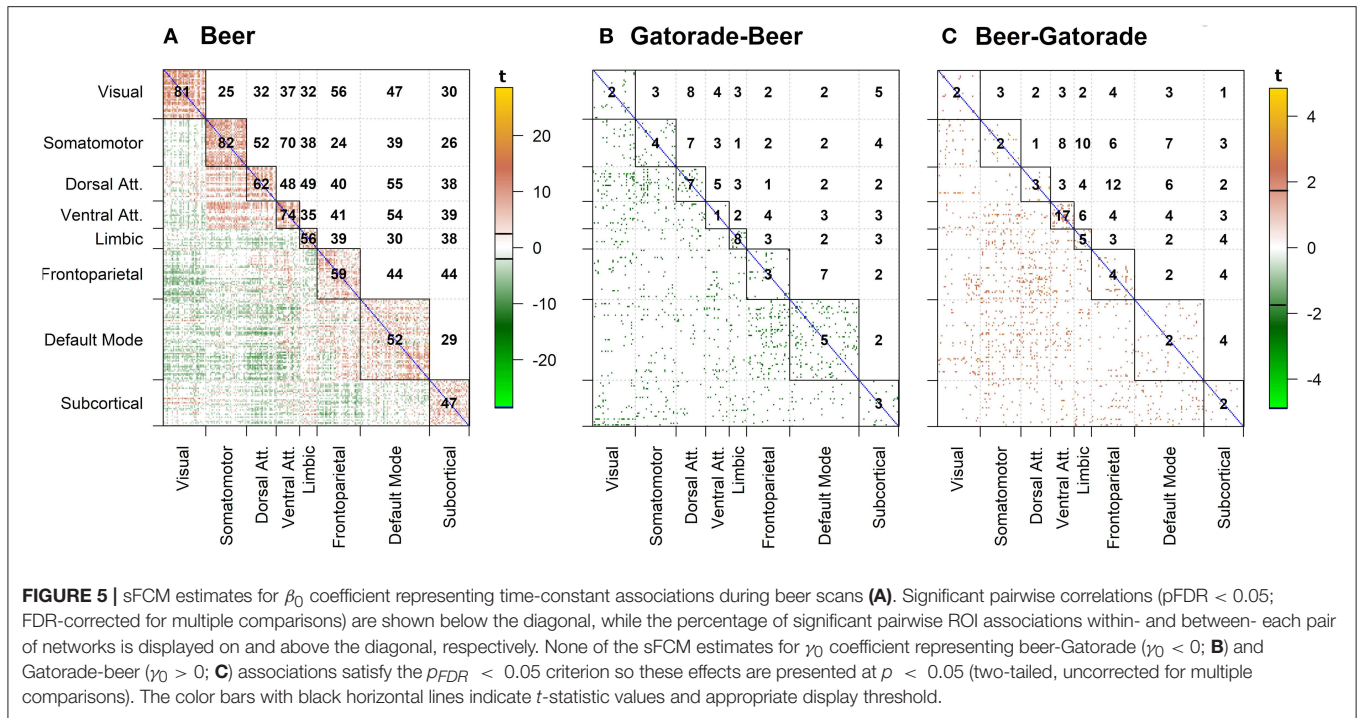 A Beer
B Gatorade-Beer
C Beer-Gatorade
t
t
Visual 81 25 32 37 32 56 47 30
2 3 8 4 3 2 2 5
2 3 2 3 2 4 3 1
Somatomotor 82 52 70 38 24 39 26
4 7 3 1 2 2 4
2 1 8 10 6 7 3
Dorsal Att. 62 48 49 40 55 38
7 5 3 1 2 2
3 3 4 12 6 2
Ventral Att. 74 35 41 54 39
1 2 4 3 3
17 6 4 4 3
Limbic 56 39 30 38
8 3 2 3
5 3 2 4
Frontoparietal 59 44 44
3 7 2
4 2 4
Default Mode 52 29
5 2
2 4
Subcortical 47
3
2
20
10
0
-10
-20
4
2
0
-2
-4
Visual
Somatomotor
Dorsal Att.
Ventral Att.
Limbic
Frontoparietal
Default Mode
Subcortical
Visual
Somatomotor
Dorsal Att.
Ventral Att.
Limbic
Frontoparietal
Default Mode
Subcortical
Visual
Somatomotor
Dorsal Att.
Ventral Att.
Limbic
Frontoparietal
Default Mode
Subcortical
FIGURE 5 | sFCM estimates for β0 coefficient representing time-constant associations during beer scans (A). Significant pairwise correlations (pFDR < 0.05;
FDR-corrected for multiple comparisons) are shown below the diagonal, while the percentage of significant pairwise ROI associations within- and between- each pair
of networks is displayed on and above the diagonal, respectively. None of the sFCM estimates for γ0 coefficient representing beer-Gatorade (γ0 < 0; B) and
Gatorade-beer (γ0 > 0; C) associations satisfy the pFDR < 0.05 criterion so these effects are presented at p < 0.05 (two-tailed, uncorrected for multiple
comparisons). The color bars with black horizontal lines indicate t-statistic values and appropriate display threshold.